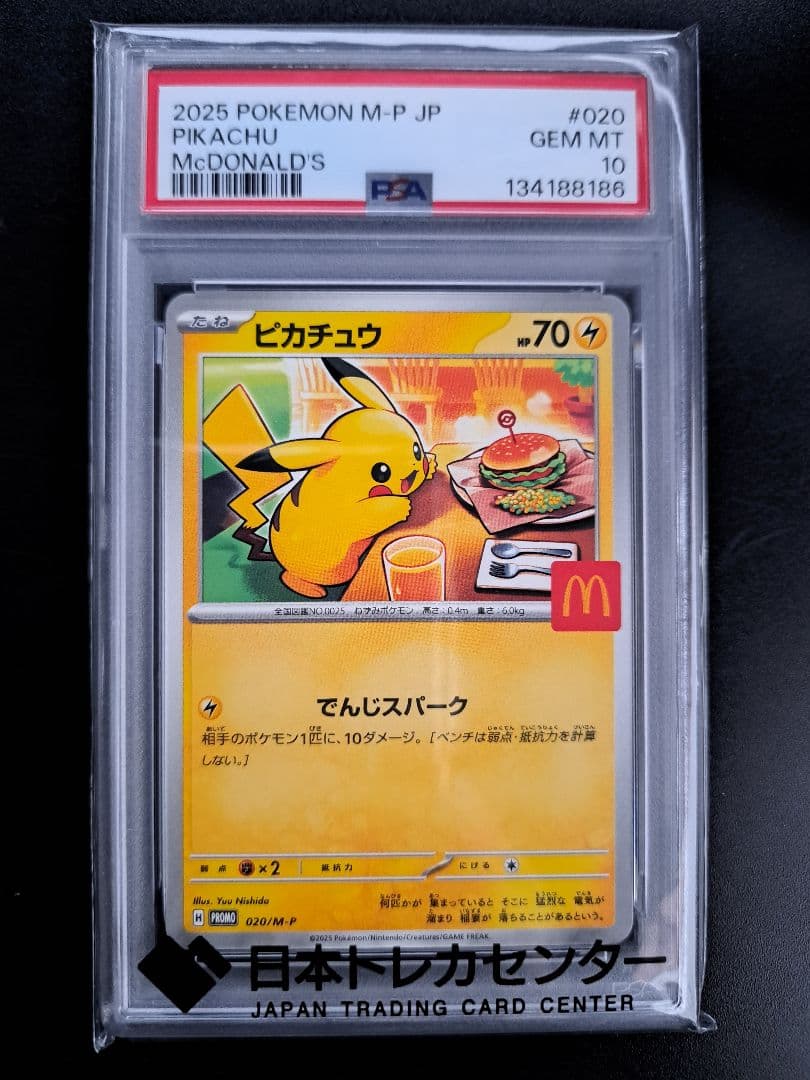 2025 POKEMON M-P JP #020
PIKACHU GEM MT
McDONALD'S 10
PSA 134188186
たね ピカチュウ HP70
M
全国図鑑NO.0025 ねずみポケモン 高さ:0.4m 重さ:6.0kg
でんじスパーク
相手のポケモン1匹に、10ダメージ。[ベンチは弱点・抵抗力を計算
しない。]
弱点 ×2 抵抗力 にげる
Illus. Yuu Nishida
何匹かが 集まっていると そこに 猛烈な 電気が
溜まり 稲妻が 落ちることがあるという。
H PROMO 020/M-P
©2025 Pokémon/Nintendo/Creatures/GAME FREAK.
日本トレカセンター
JAPAN TRADING CARD CENTER